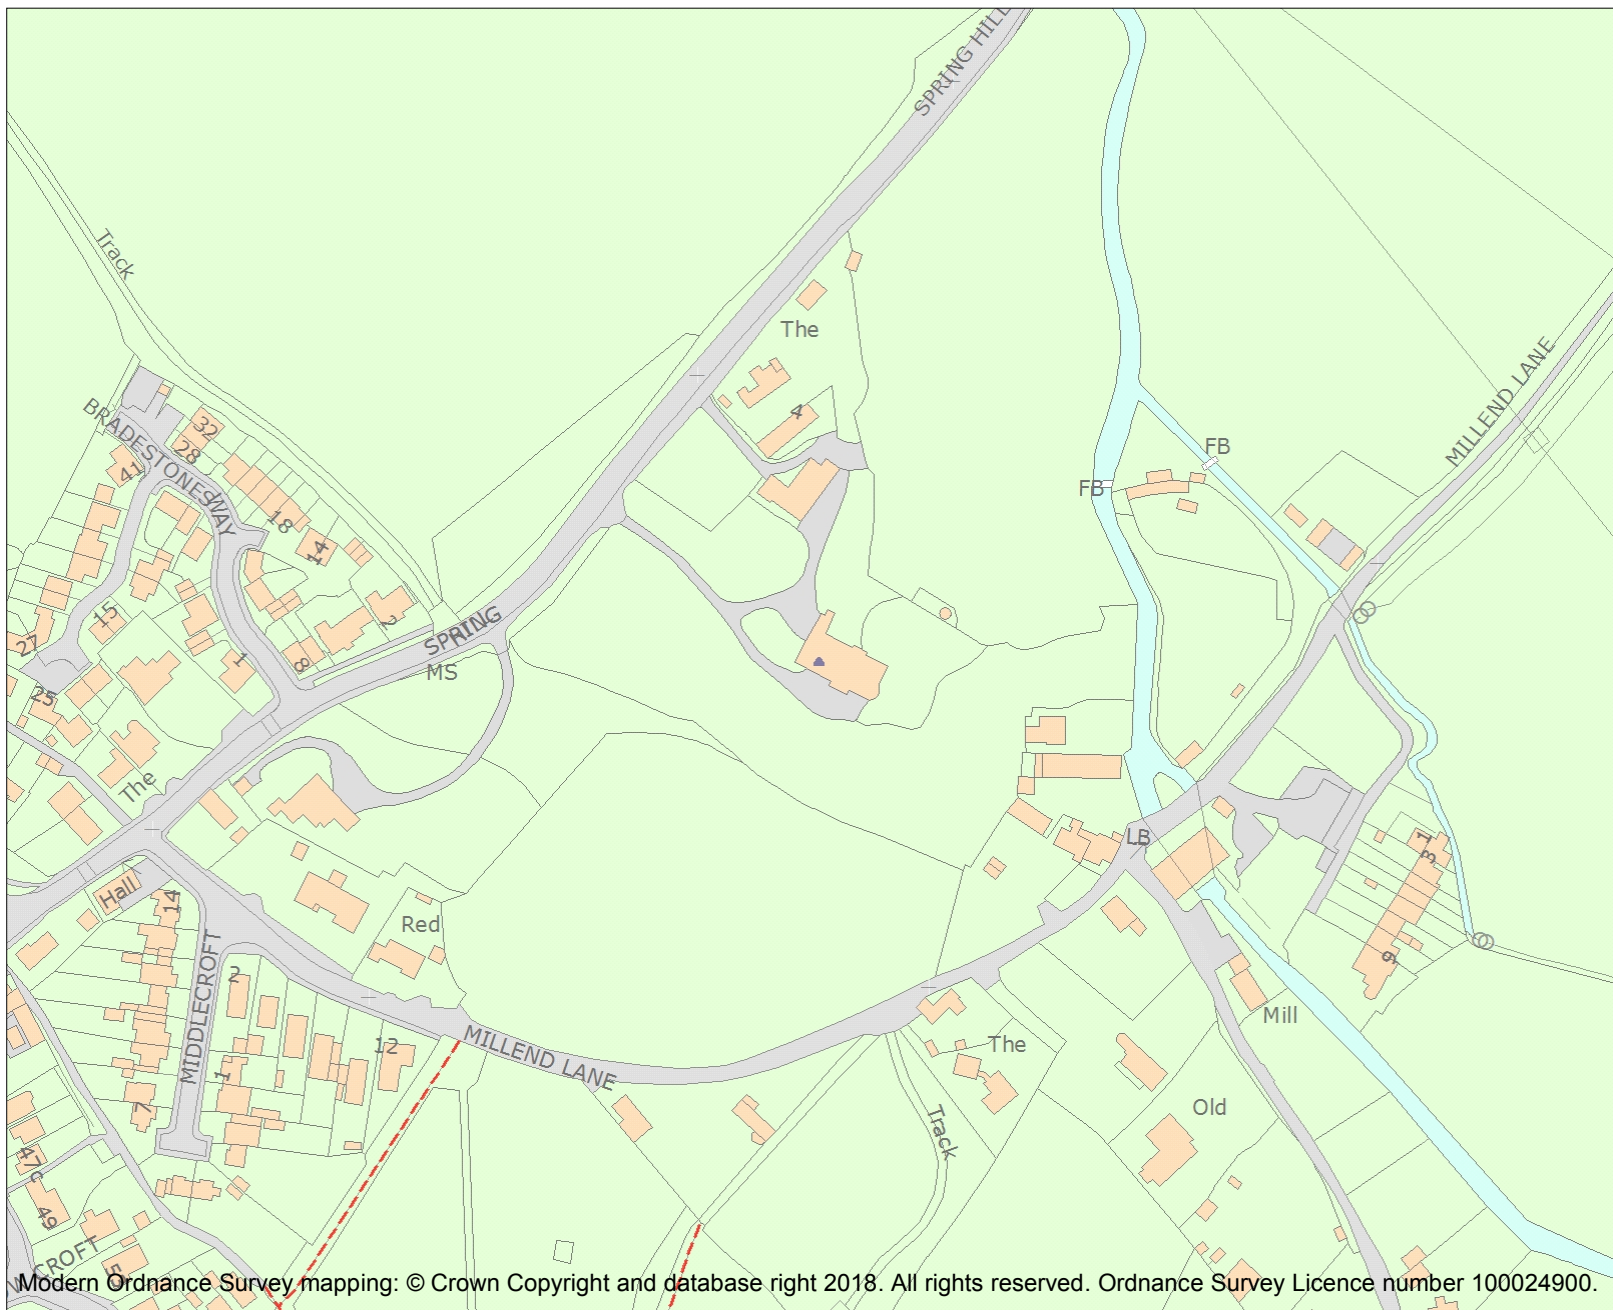 SPRING HILL
Track
The
MILLEND LANE
BRADESTONES WAY
4
32
28
41
FB
FB
18
14
15
2
SPRING
27
1
8
MS
25
The
LB
1
3
Hall
14
Red
9
MIDDLECROFT
2
Mill
MILLEND LANE
12
The
1
7
Old
Track
47c
49
CROFT
Modern Ordnance Survey mapping: © Crown Copyright and database right 2018. All rights reserved. Ordnance Survey Licence number 100024900.